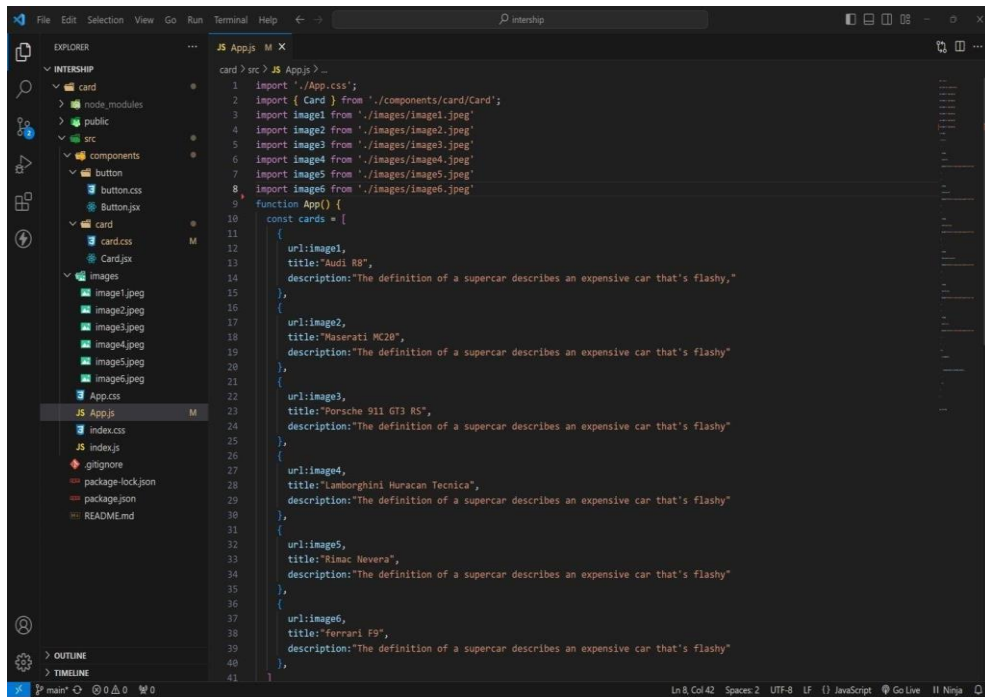 File Edit Selection View Go Run Terminal Help
intership
EXPLORER
JS App.js M
INTERSHIP
card
node_modules
public
src
components
button
button.css
Button.jsx
card
card.css M
Card.jsx
images
image1.jpeg
image2.jpeg
image3.jpeg
image4.jpeg
image5.jpeg
image6.jpeg
App.css
JS App.js M
index.css
JS index.js
.gitignore
package-lock.json
package.json
README.md
OUTLINE
TIMELINE
card > src > JS App.js > ...
1 import './App.css';
2 import { Card } from './components/card/Card';
3 import image1 from './images/image1.jpeg'
4 import image2 from './images/image2.jpeg'
5 import image3 from './images/image3.jpeg'
6 import image4 from './images/image4.jpeg'
7 import image5 from './images/image5.jpeg'
8 import image6 from './images/image6.jpeg'
9 function App() {
10 const cards = [
11 {
12 url:image1,
13 title:"Audi R8",
14 description:"The definition of a supercar describes an expensive car that's flashy,"
15 },
16 {
17 url:image2,
18 title:"Maserati MC20",
19 description:"The definition of a supercar describes an expensive car that's flashy"
20 },
21 {
22 url:image3,
23 title:"Porsche 911 GT3 RS",
24 description:"The definition of a supercar describes an expensive car that's flashy"
25 },
26 {
27 url:image4,
28 title:"Lamborghini Huracan Tecnica",
29 description:"The definition of a supercar describes an expensive car that's flashy"
30 },
31 {
32 url:image5,
33 title:"Rimac Nevera",
34 description:"The definition of a supercar describes an expensive car that's flashy"
35 },
36 {
37 url:image6,
38 title:"ferrari F9",
39 description:"The definition of a supercar describes an expensive car that's flashy"
40 },
41 ]
main* 0 0 0 Ln 8, Col 42 Spaces: 2 UTF-8 LF {} JavaScript Go Live Ninja